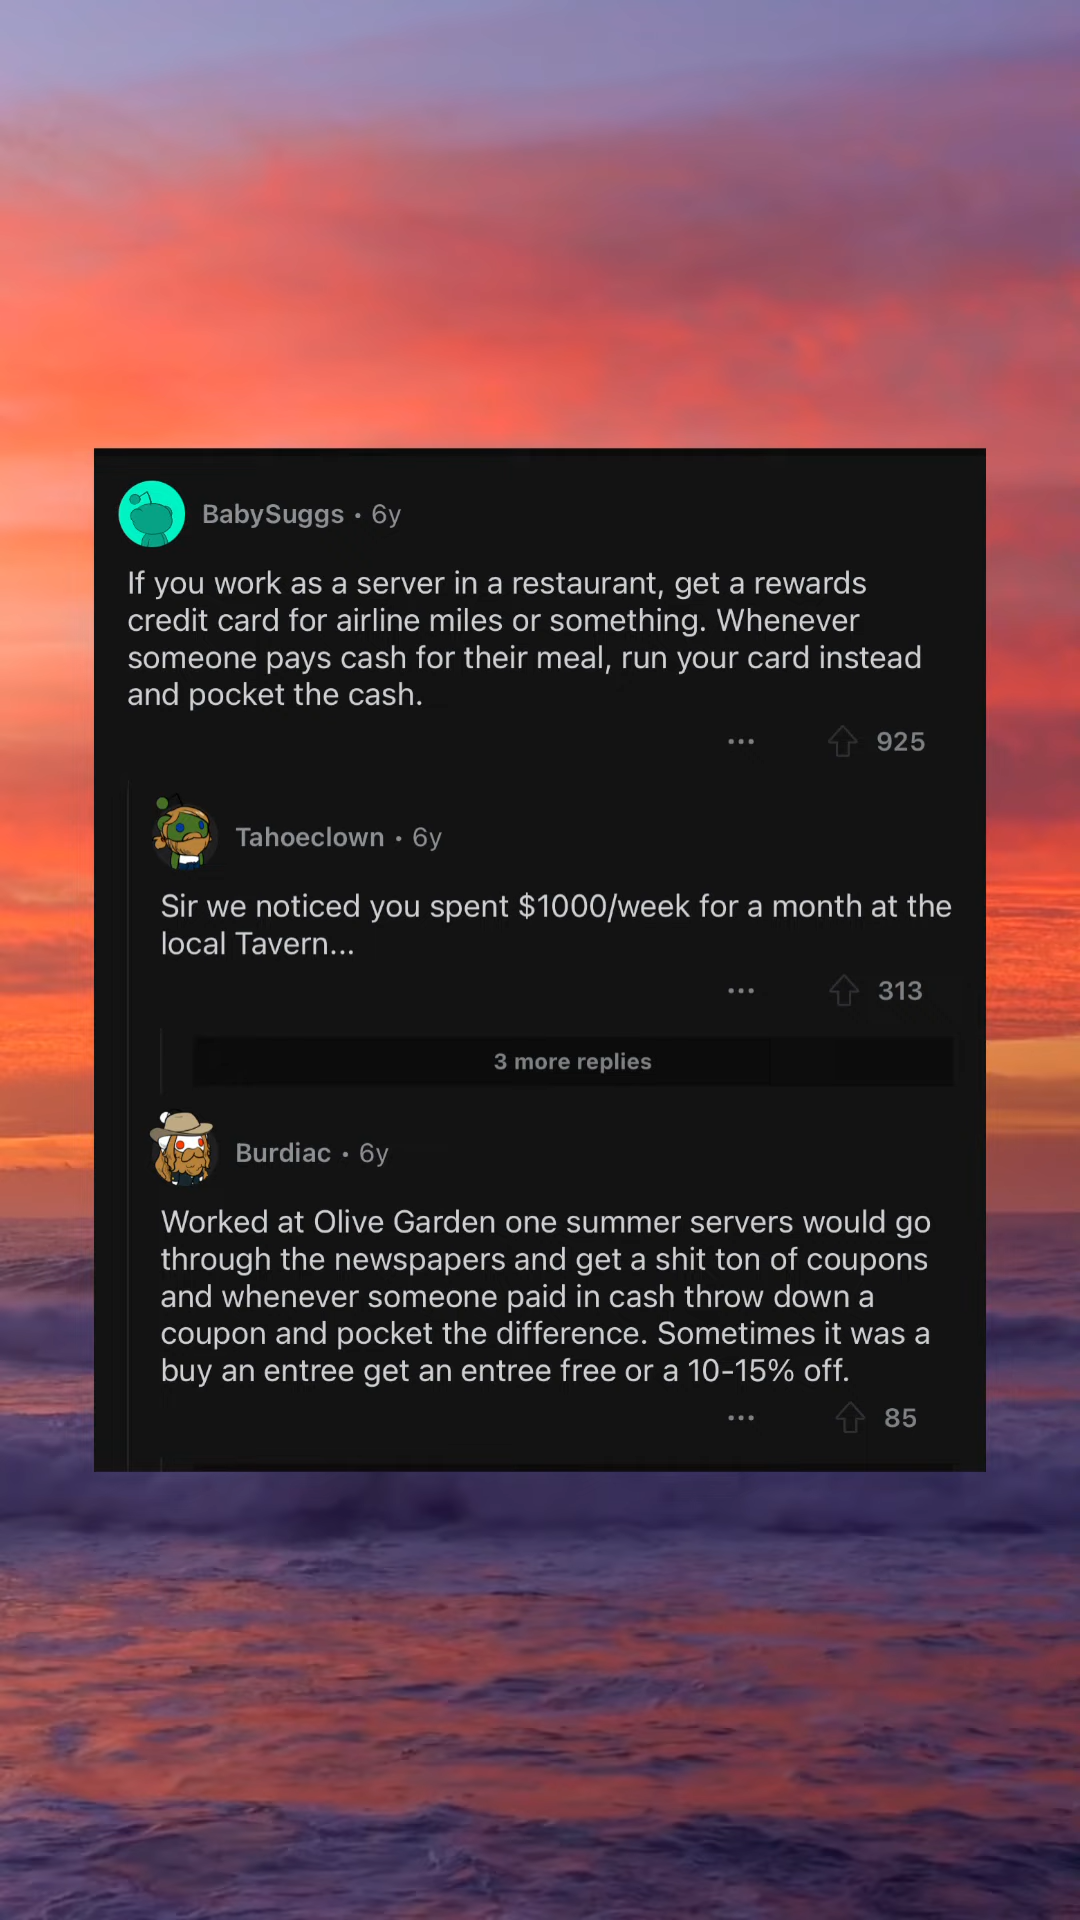 BabySuggs • 6y
If you work as a server in a restaurant, get a rewards
credit card for airline miles or something. Whenever
someone pays cash for their meal, run your card instead
and pocket the cash.
... 925
Tahoeclown • 6y
Sir we noticed you spent $1000/week for a month at the
local Tavern...
... 313
3 more replies
Burdiac • 6y
Worked at Olive Garden one summer servers would go
through the newspapers and get a shit ton of coupons
and whenever someone paid in cash throw down a
coupon and pocket the difference. Sometimes it was a
buy an entree get an entree free or a 10-15% off.
... 85